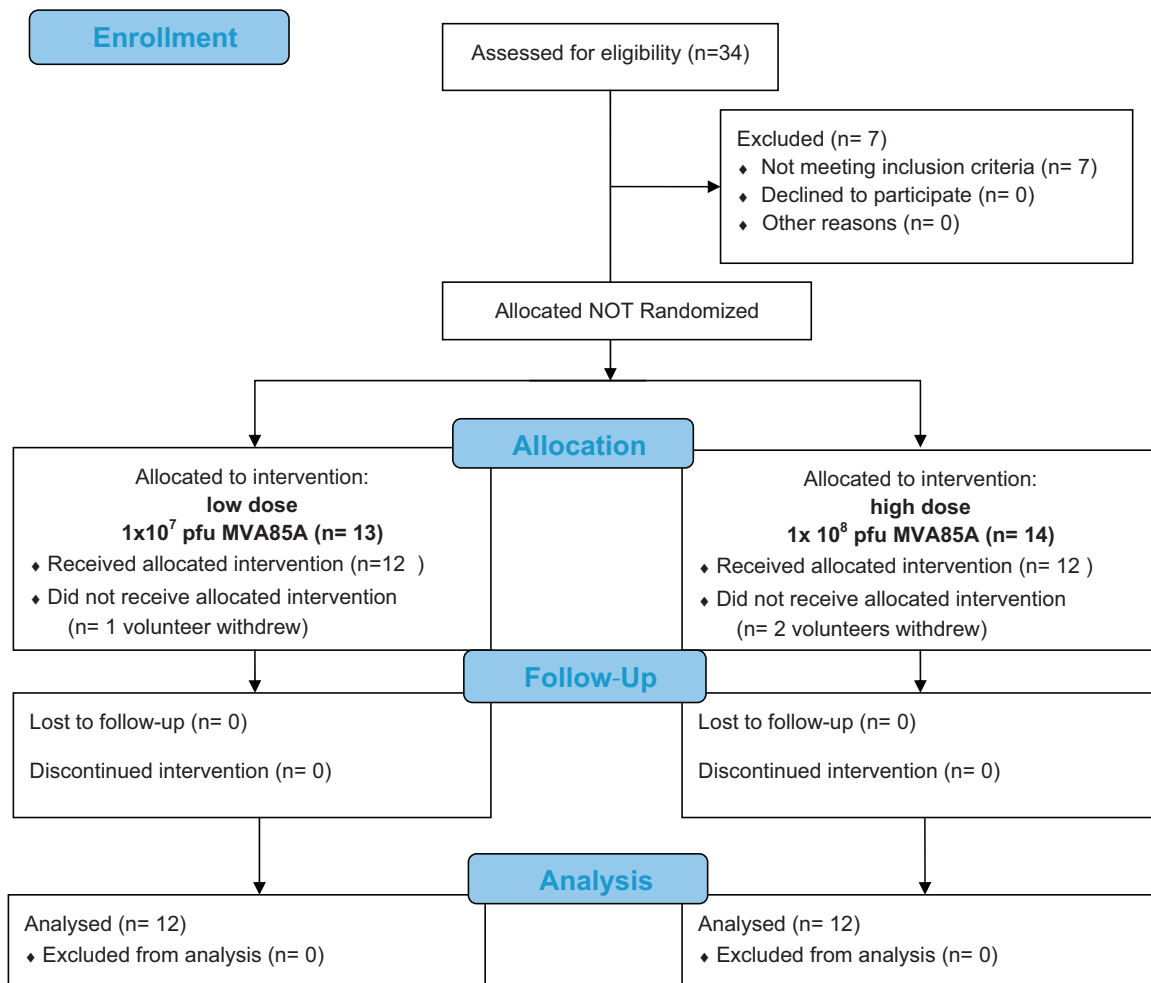 Enrollment
Assessed for eligibility (n=34)
Excluded (n= 7)
♦ Not meeting inclusion criteria (n= 7)
♦ Declined to participate (n= 0)
♦ Other reasons (n= 0)
Allocated NOT Randomized
Allocation
Allocated to intervention:
low dose
1x10⁷ pfu MVA85A (n= 13)
♦ Received allocated intervention (n=12 )
♦ Did not receive allocated intervention
(n= 1 volunteer withdrew)
Allocated to intervention:
high dose
1x 10⁸ pfu MVA85A (n= 14)
♦ Received allocated intervention (n= 12 )
♦ Did not receive allocated intervention
(n= 2 volunteers withdrew)
Follow-Up
Lost to follow-up (n= 0)
Discontinued intervention (n= 0)
Lost to follow-up (n= 0)
Discontinued intervention (n= 0)
Analysis
Analysed (n= 12)
♦ Excluded from analysis (n= 0)
Analysed (n= 12)
♦ Excluded from analysis (n= 0)